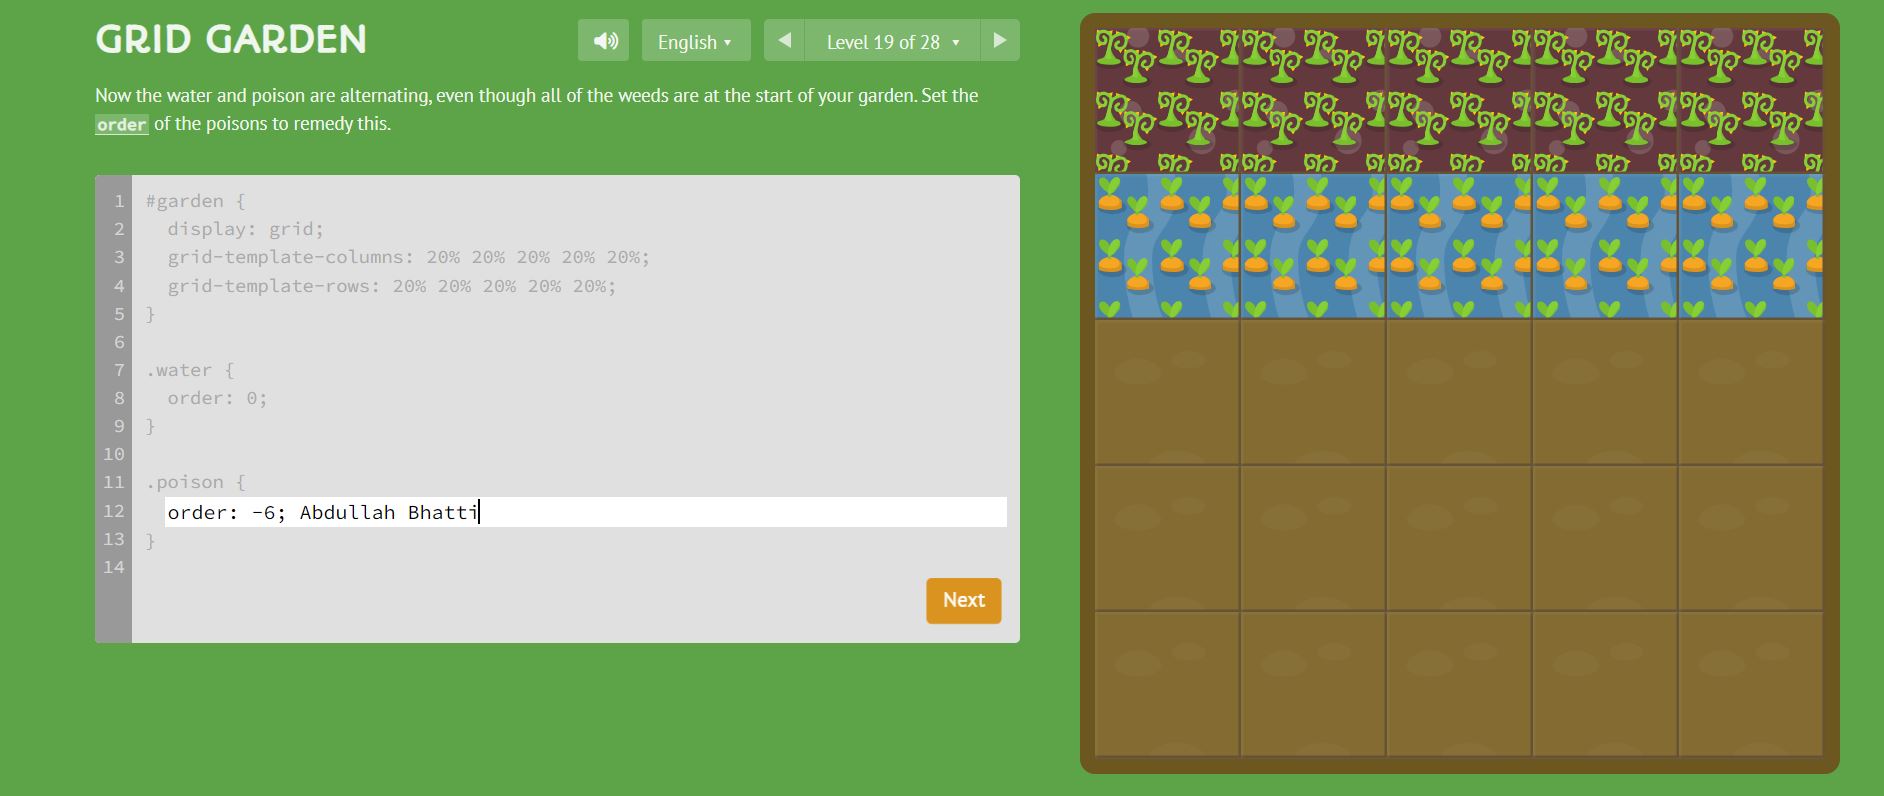 GRID GARDEN
English ▾
Level 19 of 28 ▾
Now the water and poison are alternating, even though all of the weeds are at the start of your garden. Set the
order of the poisons to remedy this.
1 #garden {
2   display: grid;
3   grid-template-columns: 20% 20% 20% 20% 20%;
4   grid-template-rows: 20% 20% 20% 20% 20%;
5 }
6
7 .water {
8   order: 0;
9 }
10
11 .poison {
12   order: -6; Abdullah Bhatti
13 }
14
Next